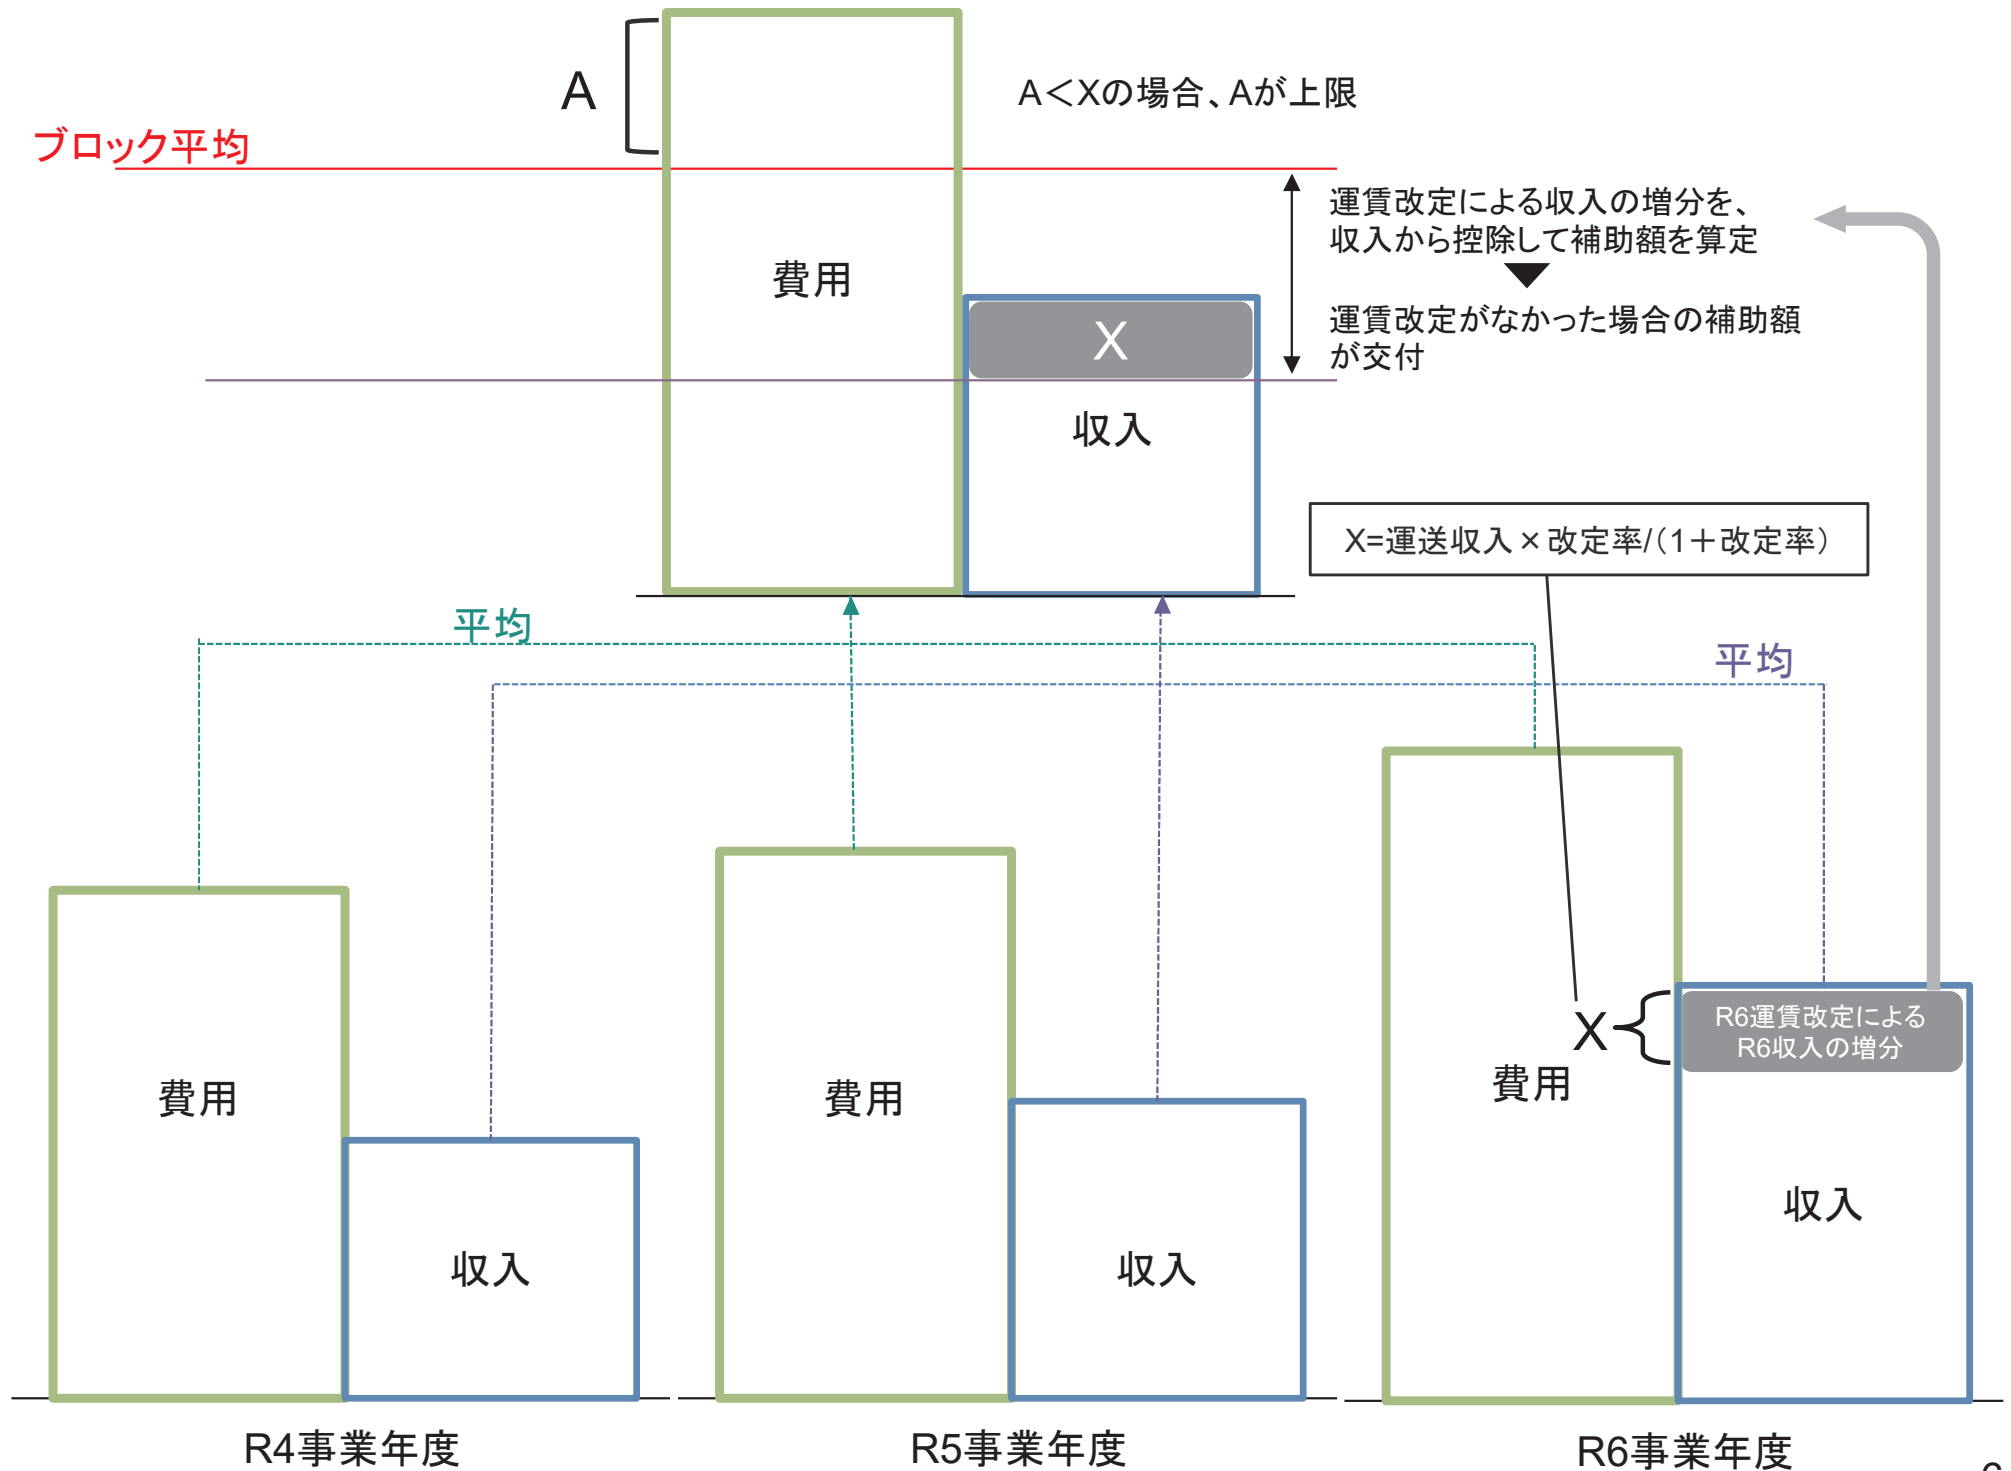 A
A＜Xの場合、Aが上限
ブロック平均
運賃改定による収入の増分を、
収入から控除して補助額を算定
費用
X
運賃改定がなかった場合の補助額
が交付
収入
X=運送収入×改定率/（1＋改定率）
平均
平均
R6運賃改定による
R6収入の増分
X
費用
費用
費用
収入
収入
収入
R4事業年度
R5事業年度
R6事業年度